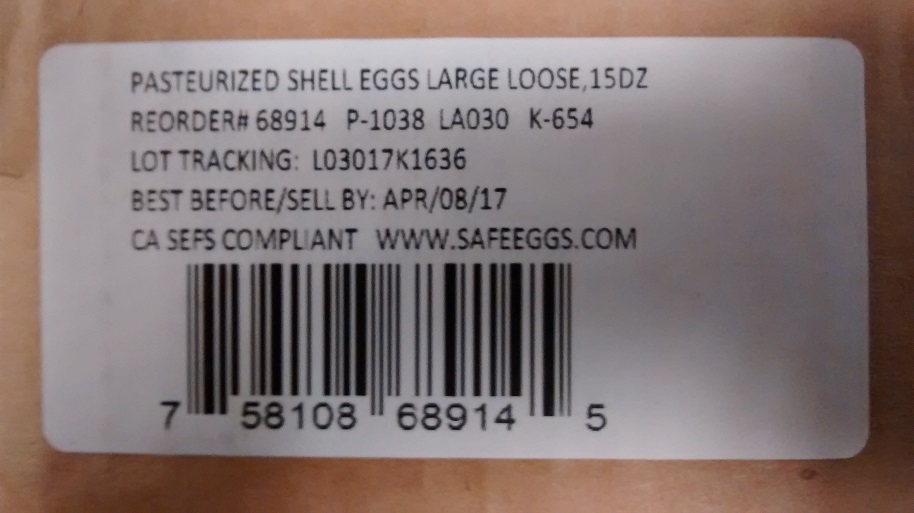 PASTEURIZED SHELL EGGS LARGE LOOSE,15DZ
REORDER# 68914 P-1038 LA030 K-654
LOT TRACKING: L03017K1636
BEST BEFORE/SELL BY: APR/08/17
CA SEFS COMPLIANT WWW.SAFEEGGS.COM
7 58108 68914 5